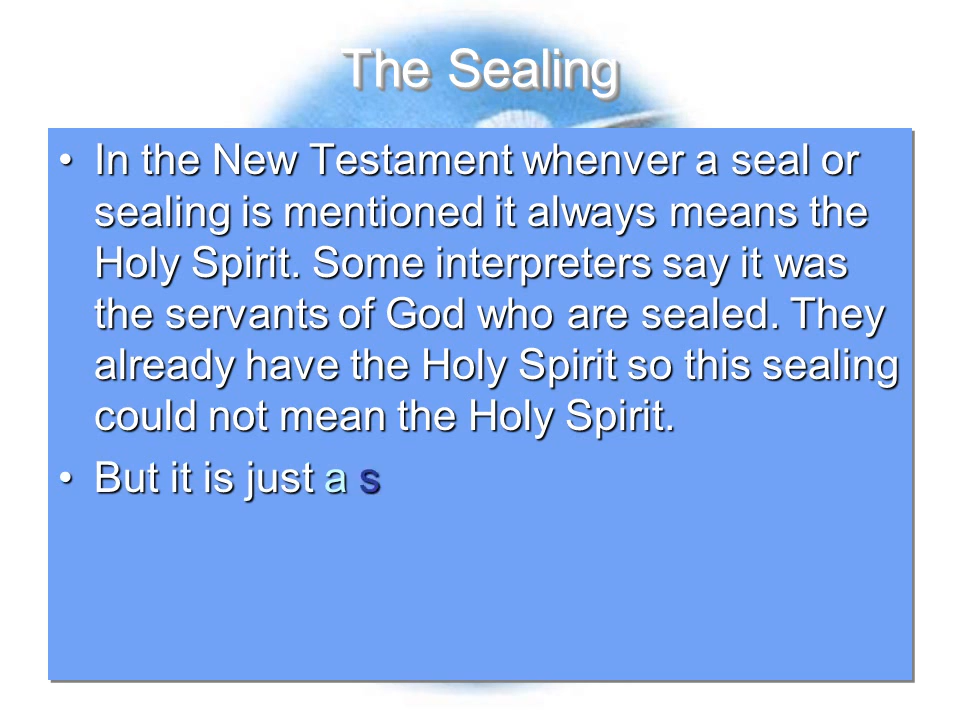 The Sealing
• In the New Testament whenver a seal or
sealing is mentioned it always means the
Holy Spirit. Some interpreters say it was
the servants of God who are sealed. They
already have the Holy Spirit so this sealing
could not mean the Holy Spirit.
• But it is just a s